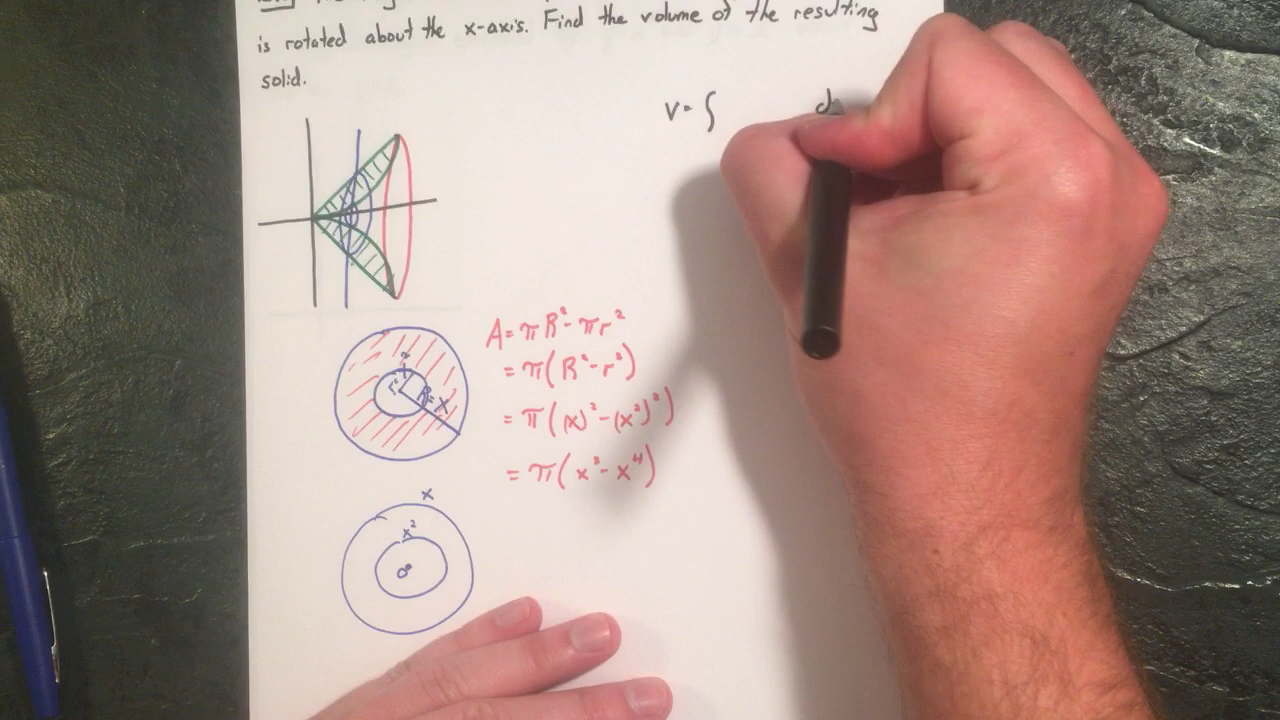 is rotated about the x-axis. Find the volume of the resulting
solid.
V = ∫ d
A = πR² - πr²
= π(R² - r²)
= π((x)² - (x²)²)
= π(x² - x⁴)
R = x
x
x²